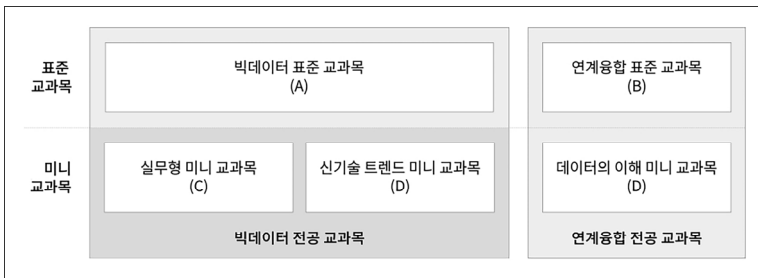 표준
교과목
빅데이터 표준 교과목
(A)
연계융합 표준 교과목
(B)
미니
교과목
실무형 미니 교과목
(C)
신기술 트렌드 미니 교과목
(D)
데이터의 이해 미니 교과목
(D)
빅데이터 전공 교과목
연계융합 전공 교과목